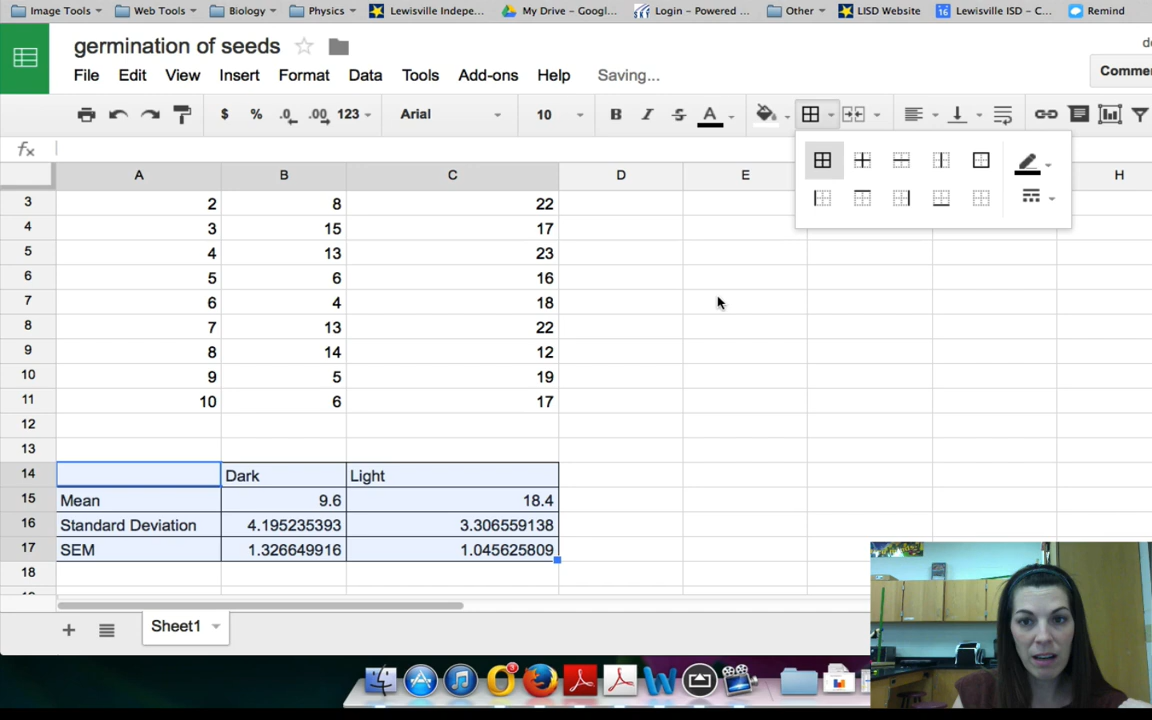 Image Tools Web Tools Biology Physics Lewisville Indepe... My Drive – Googl... Login – Powered ... Other LISD Website Lewisville ISD – C... Remind
germination of seeds
File Edit View Insert Format Data Tools Add-ons Help Saving...
Comme
$ % .0 .00 123 Arial 10 B I S A
fx
A B C D E H
3 2 8 22
4 3 15 17
5 4 13 23
6 5 6 16
7 6 4 18
8 7 13 22
9 8 14 12
10 9 5 19
11 10 6 17
12
13
14 Dark Light
15 Mean 9.6 18.4
16 Standard Deviation 4.195235393 3.306559138
17 SEM 1.326649916 1.045625809
18
+ Sheet1